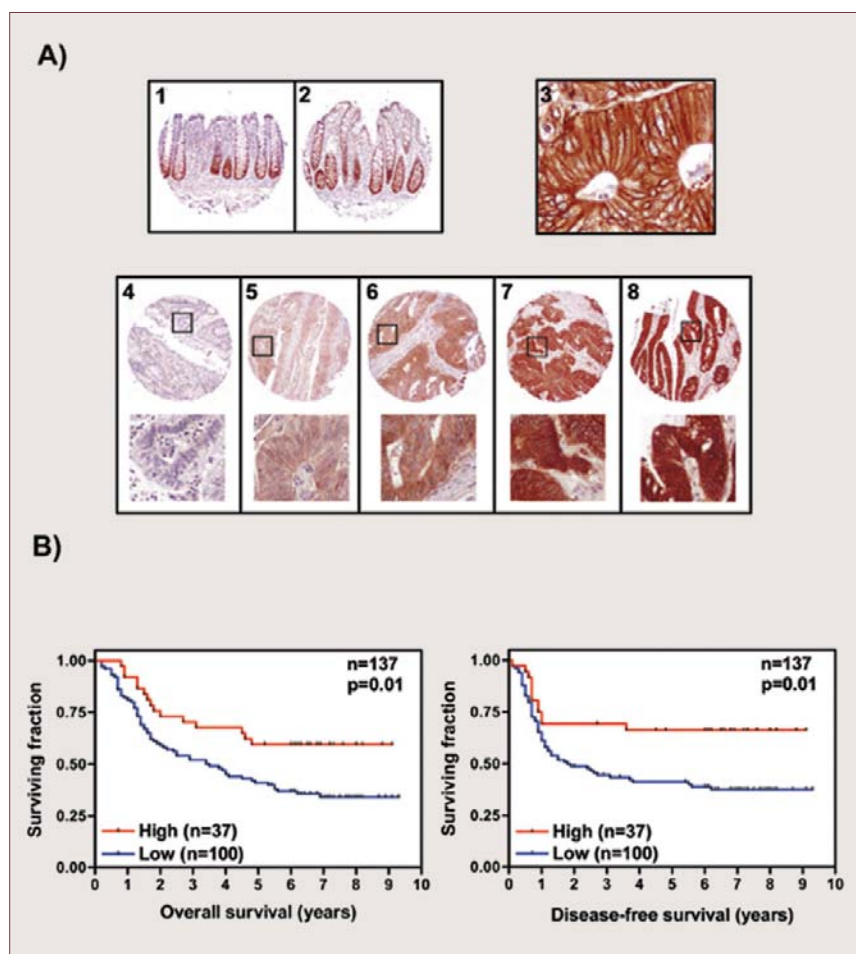 A)
1
2
3
4
5
6
7
8
B)
1.00
0.75
0.50
0.25
0.00
Surviving fraction
n=137
p=0.01
High (n=37)
Low (n=100)
0 1 2 3 4 5 6 7 8 9 10
Overall survival (years)
1.00
0.75
0.50
0.25
0.00
Surviving fraction
n=137
p=0.01
High (n=37)
Low (n=100)
0 1 2 3 4 5 6 7 8 9 10
Disease-free survival (years)